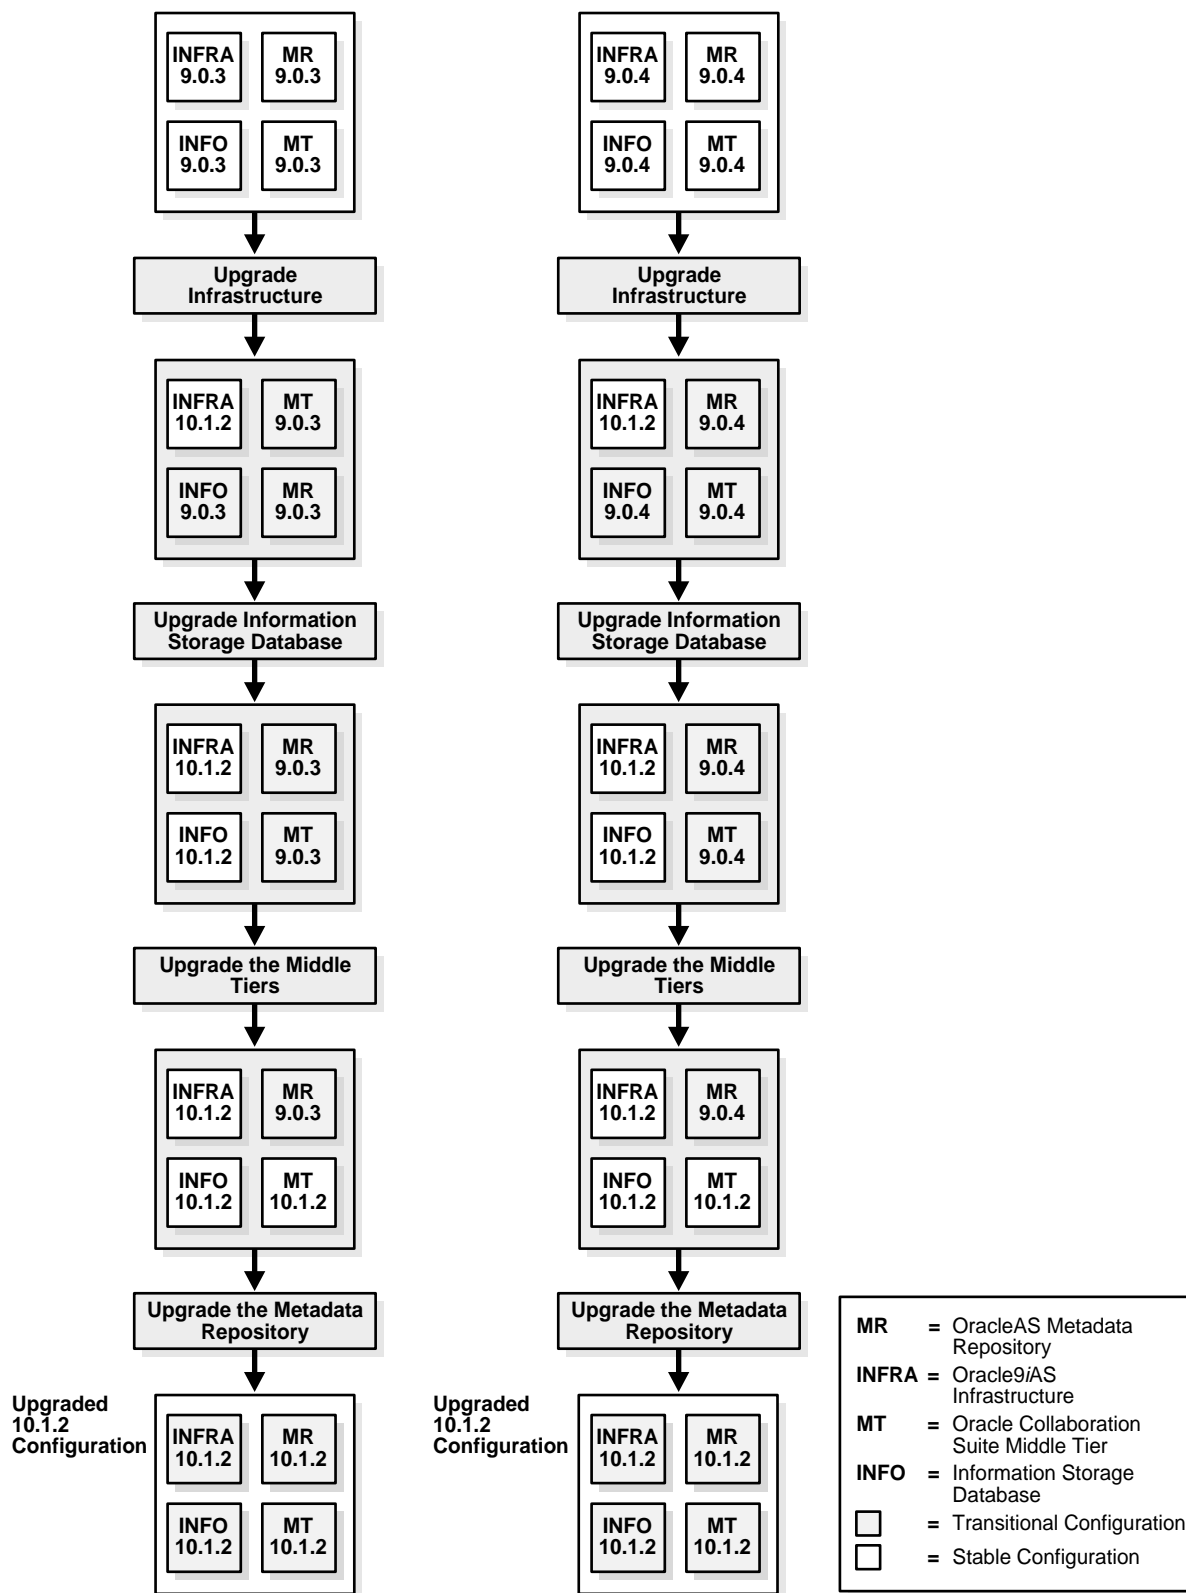 INFRA
9.0.3
MR
9.0.3
INFO
9.0.3
MT
9.0.3
Upgrade
Infrastructure
INFRA
10.1.2
MT
9.0.3
INFO
9.0.3
MR
9.0.3
Upgrade Information
Storage Database
INFRA
10.1.2
MR
9.0.3
INFO
10.1.2
MT
9.0.3
Upgrade the Middle
Tiers
INFRA
10.1.2
MR
9.0.3
INFO
10.1.2
MT
10.1.2
Upgrade the Metadata
Repository
Upgraded
10.1.2
Configuration
INFRA
10.1.2
MR
10.1.2
INFO
10.1.2
MT
10.1.2
INFRA
9.0.4
MR
9.0.4
INFO
9.0.4
MT
9.0.4
Upgrade
Infrastructure
INFRA
10.1.2
MR
9.0.4
INFO
9.0.4
MT
9.0.4
Upgrade Information
Storage Database
INFRA
10.1.2
MR
9.0.4
INFO
10.1.2
MT
9.0.4
Upgrade the Middle
Tiers
INFRA
10.1.2
MR
9.0.4
INFO
10.1.2
MT
10.1.2
Upgrade the Metadata
Repository
Upgraded
10.1.2
Configuration
INFRA
10.1.2
MR
10.1.2
INFO
10.1.2
MT
10.1.2
MR = OracleAS Metadata
Repository
INFRA = Oracle9iAS
Infrastructure
MT = Oracle Collaboration
Suite Middle Tier
INFO = Information Storage
Database
= Transitional Configuration
= Stable Configuration